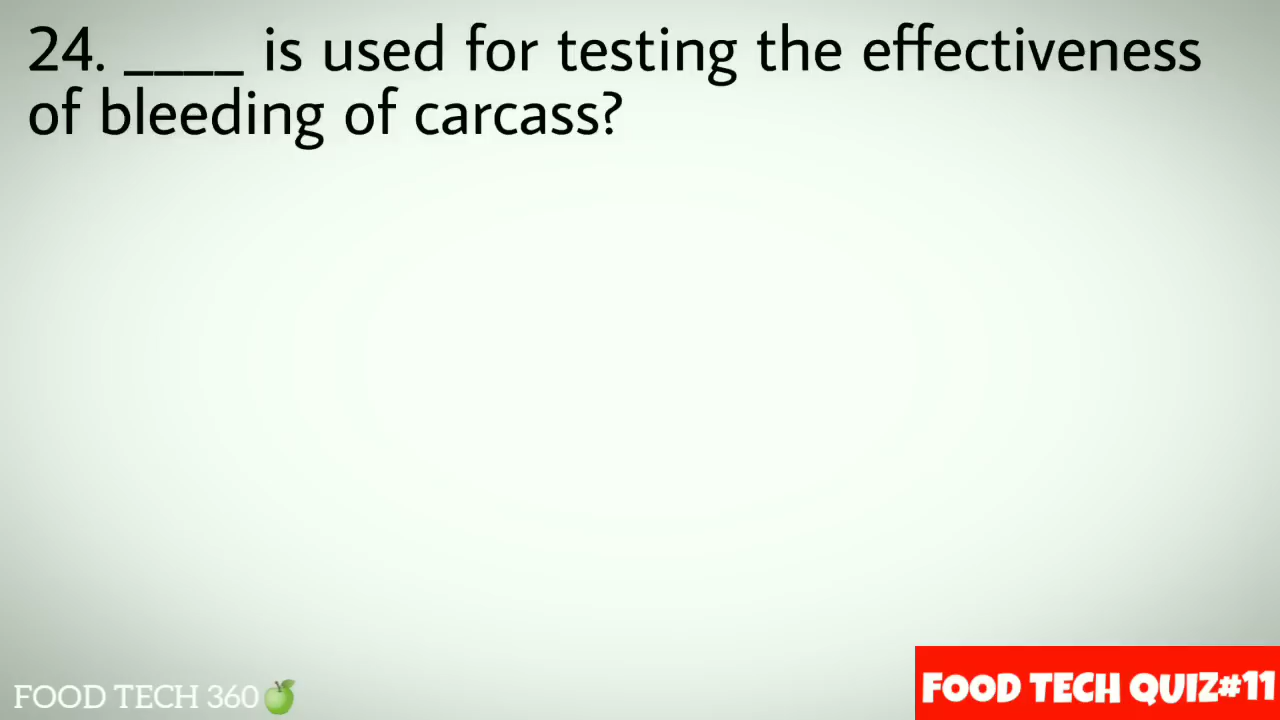 24. ____ is used for testing the effectiveness
of bleeding of carcass?
FOOD TECH 360
FOOD TECH QUIZ#11